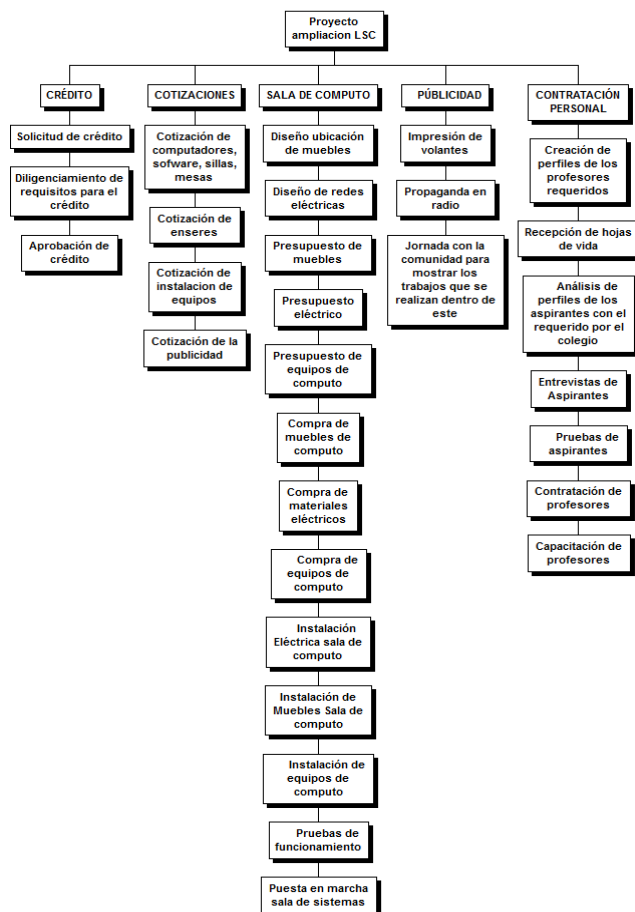 Proyecto
ampliacion LSC
CRÉDITO
Solicitud de crédito
Diligenciamiento de
requisitos para el
crédito
Aprobación de
crédito
COTIZACIONES
Cotización de
computadores,
sofware, sillas,
mesas
Cotización de
enseres
Cotización de
instalacion de
equipos
Cotización de la
publicidad
SALA DE COMPUTO
Diseño ubicación
de muebles
Diseño de redes
eléctricas
Presupuesto de
muebles
Presupuesto
eléctrico
Presupuesto de
equipos de
computo
Compra de
muebles de
computo
Compra de
materiales
eléctricos
Compra de
equipos de
computo
Instalación
Eléctrica sala de
computo
Instalación de
Muebles Sala de
computo
Instalación de
equipos de
computo
Pruebas de
funcionamiento
Puesta en marcha
sala de sistemas
PÚBLICIDAD
Impresión de
volantes
Propaganda en
radio
Jornada con la
comunidad para
mostrar los
trabajos que se
realizan dentro de
este
CONTRATACIÓN
PERSONAL
Creación de
perfiles de los
profesores
requeridos
Recepción de hojas
de vida
Análisis de
perfiles de los
aspirantes con el
requerido por el
colegio
Entrevistas de
Aspirantes
Pruebas de
aspirantes
Contratación de
profesores
Capacitación de
profesores